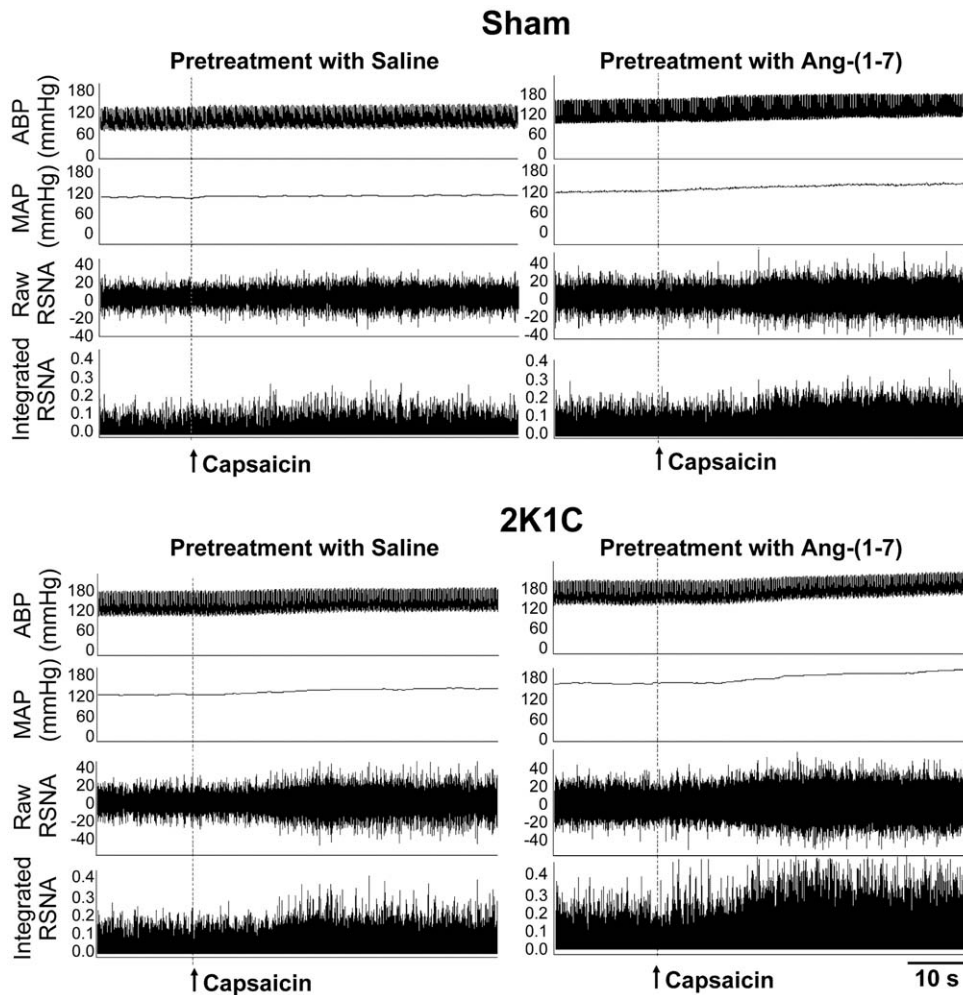 Sham
Pretreatment with Saline
Pretreatment with Ang-(1-7)
ABP
(mmHg)
180
120
60
0
180
120
60
0
MAP
(mmHg)
180
120
60
0
180
120
60
0
Raw
RSNA
40
20
0
-20
-40
40
20
0
-20
-40
Integrated
RSNA
0.4
0.3
0.2
0.1
0.0
0.4
0.3
0.2
0.1
0.0
↑ Capsaicin
↑ Capsaicin
2K1C
Pretreatment with Saline
Pretreatment with Ang-(1-7)
ABP
(mmHg)
180
120
60
0
180
120
60
0
MAP
(mmHg)
180
120
60
0
180
120
60
0
Raw
RSNA
40
20
0
-20
-40
40
20
0
-20
-40
Integrated
RSNA
0.4
0.3
0.2
0.1
0.0
0.4
0.3
0.2
0.1
0.0
↑ Capsaicin
↑ Capsaicin
10 s